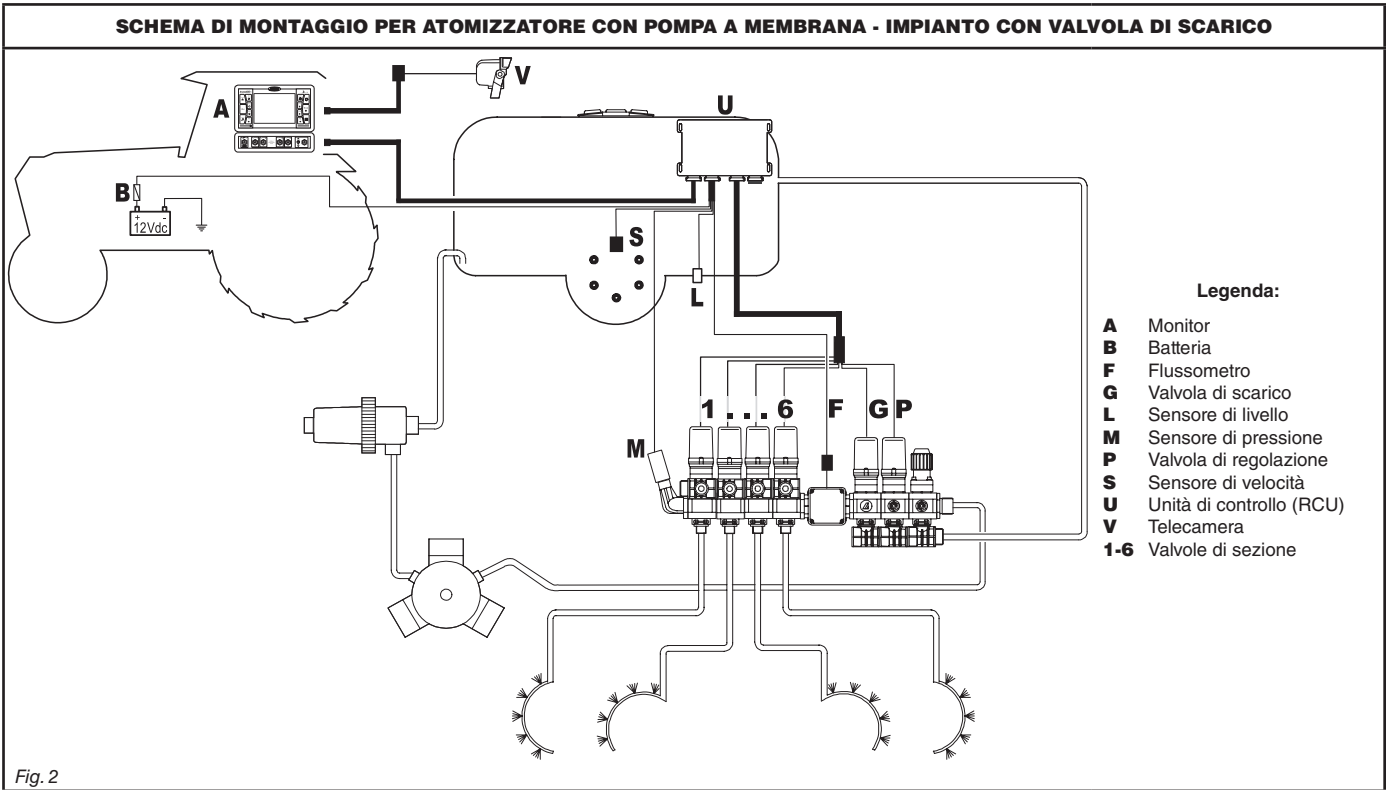 SCHEMA DI MONTAGGIO PER ATOMIZZATORE CON POMPA A MEMBRANA - IMPIANTO CON VALVOLA DI SCARICO
V
A
U
B
+ -
12Vdc
S
L
1 . . . 6
F
G
P
M
Legenda:
A Monitor
B Batteria
F Flussometro
G Valvola di scarico
L Sensore di livello
M Sensore di pressione
P Valvola di regolazione
S Sensore di velocità
U Unità di controllo (RCU)
V Telecamera
1-6 Valvole di sezione
Fig. 2